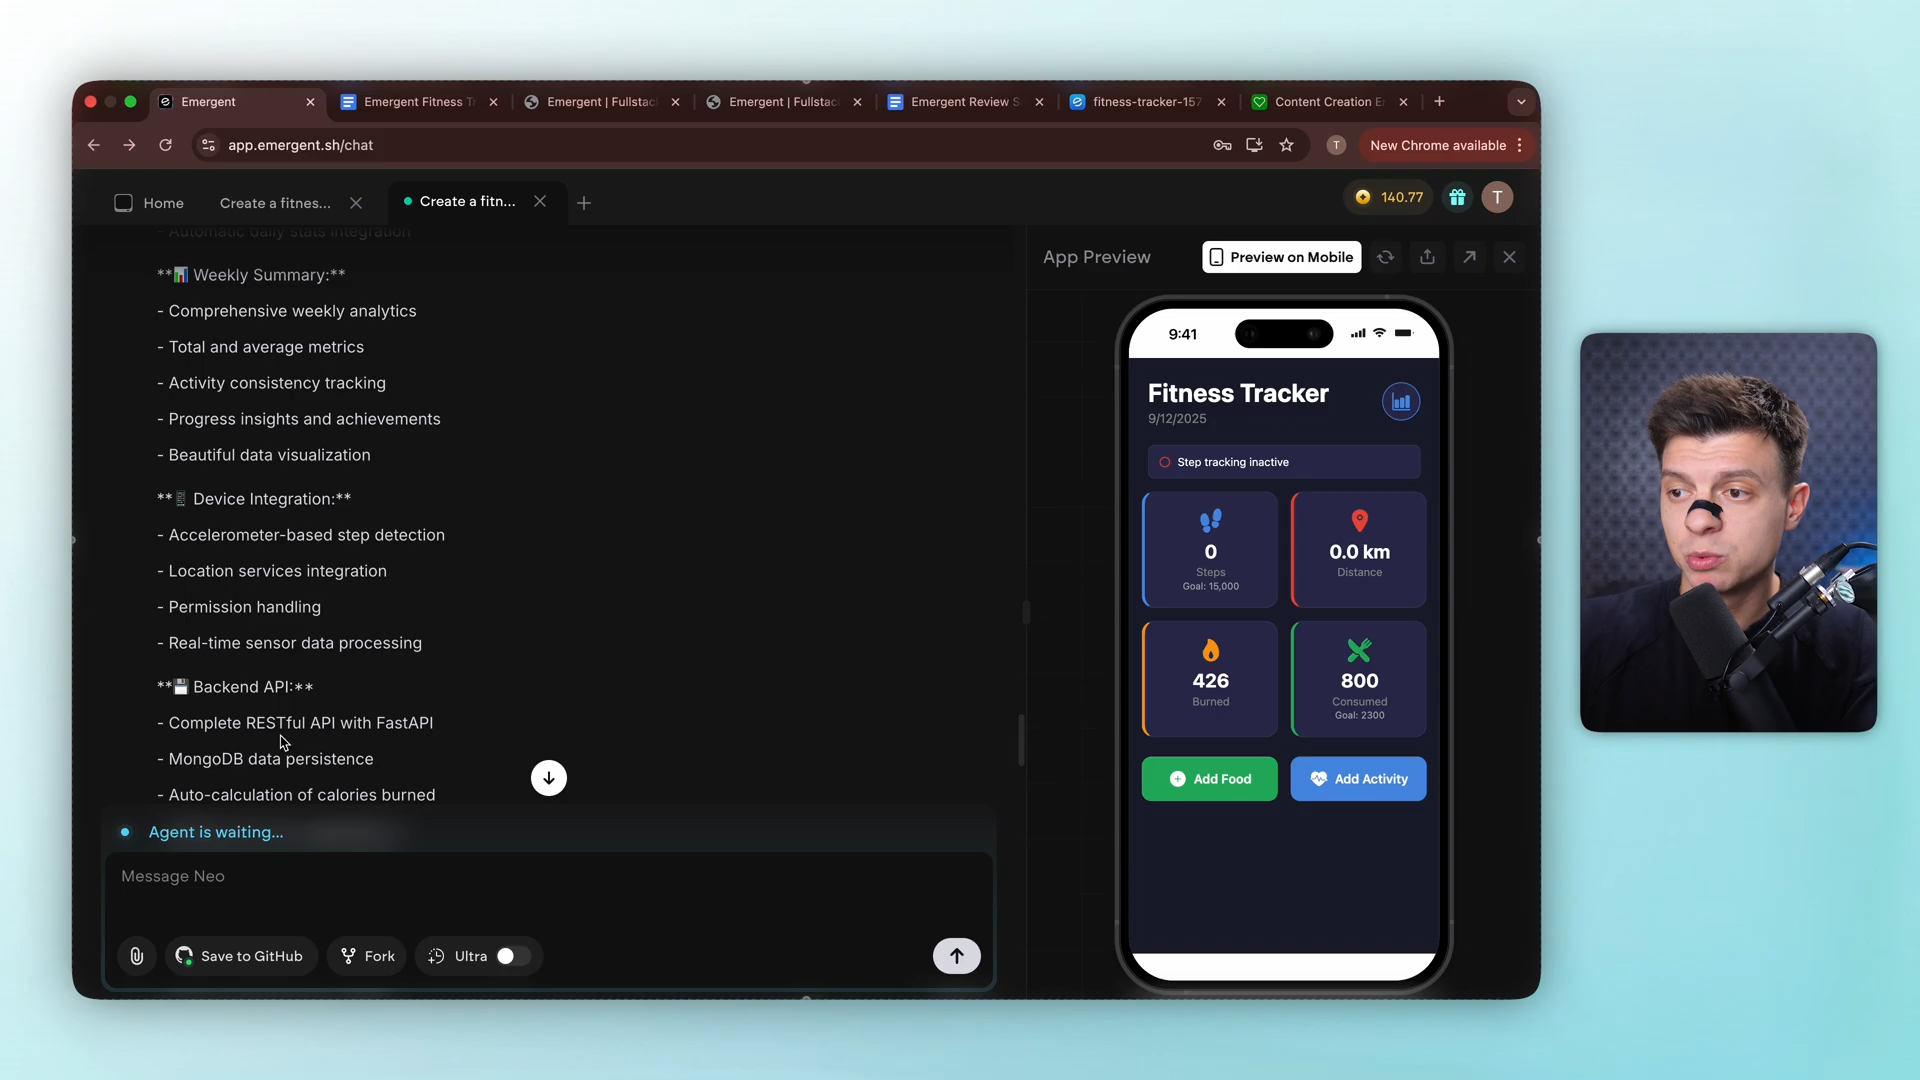 Emergent
Emergent Fitness T
Emergent | Fullstac
Emergent | Fullstac
Emergent Review S
fitness-tracker-157
Content Creation E
app.emergent.sh/chat
T
New Chrome available
Home
Create a fitnes...
Create a fitn...
140.77
T
- Automatic daily stats integration
**📊 Weekly Summary:**
- Comprehensive weekly analytics
- Total and average metrics
- Activity consistency tracking
- Progress insights and achievements
- Beautiful data visualization
**📱 Device Integration:**
- Accelerometer-based step detection
- Location services integration
- Permission handling
- Real-time sensor data processing
**💾 Backend API:**
- Complete RESTful API with FastAPI
- MongoDB data persistence
- Auto-calculation of calories burned
Agent is waiting...
Message Neo
Save to GitHub
Fork
Ultra
App Preview
Preview on Mobile
9:41
Fitness Tracker
9/12/2025
Step tracking inactive
0
Steps
Goal: 15,000
0.0 km
Distance
426
Burned
800
Consumed
Goal: 2300
Add Food
Add Activity